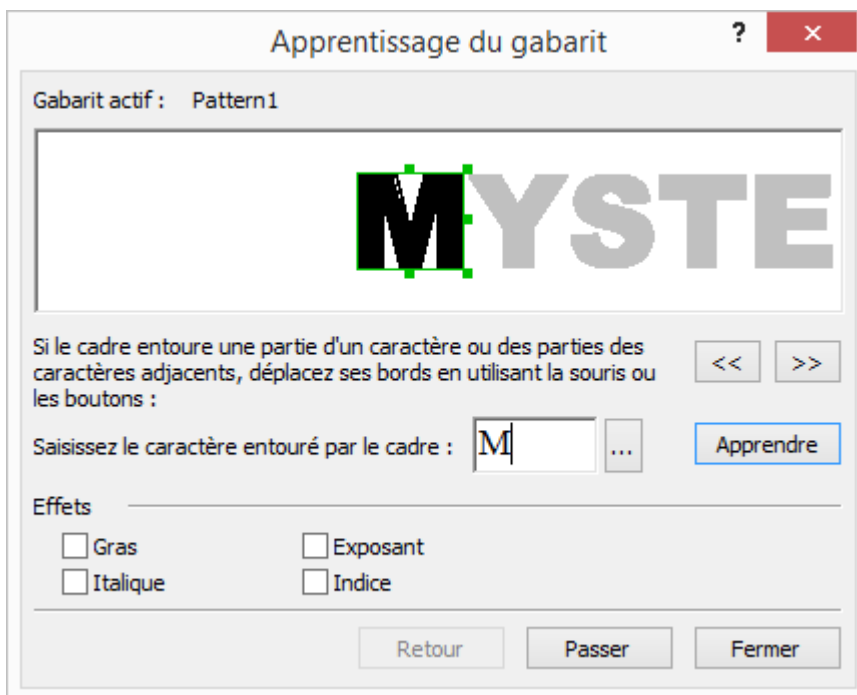 Apprentissage du gabarit
?
×
Gabarit actif : Pattern1
MYSTE
Si le cadre entoure une partie d'un caractère ou des parties des
caractères adjacents, déplacez ses bords en utilisant la souris ou
les boutons :
<< >>
Saisissez le caractère entouré par le cadre : M ... Apprendre
Effets
Gras Exposant
Italique Indice
Retour Passer Fermer